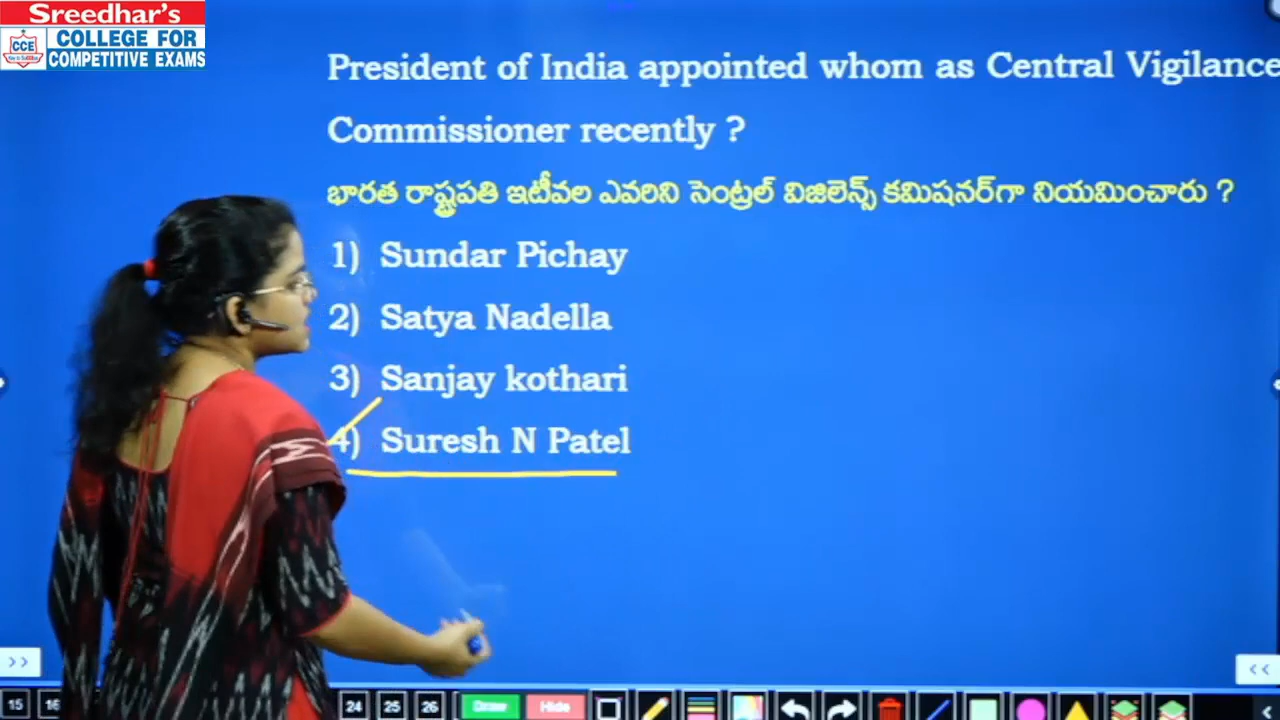 Sreedhar's
CCE
COLLEGE FOR
COMPETITIVE EXAMS
President of India appointed whom as Central Vigilance
Commissioner recently ?
భారత రాష్ట్రపతి ఇటీవల ఎవరిని సెంట్రల్ విజిలెన్స్ కమిషనర్‌గా నియమించారు ?
1) Sundar Pichay
2) Satya Nadella
3) Sanjay kothari
4) Suresh N Patel
>> <<
15 16 24 25 26 Draw Hide